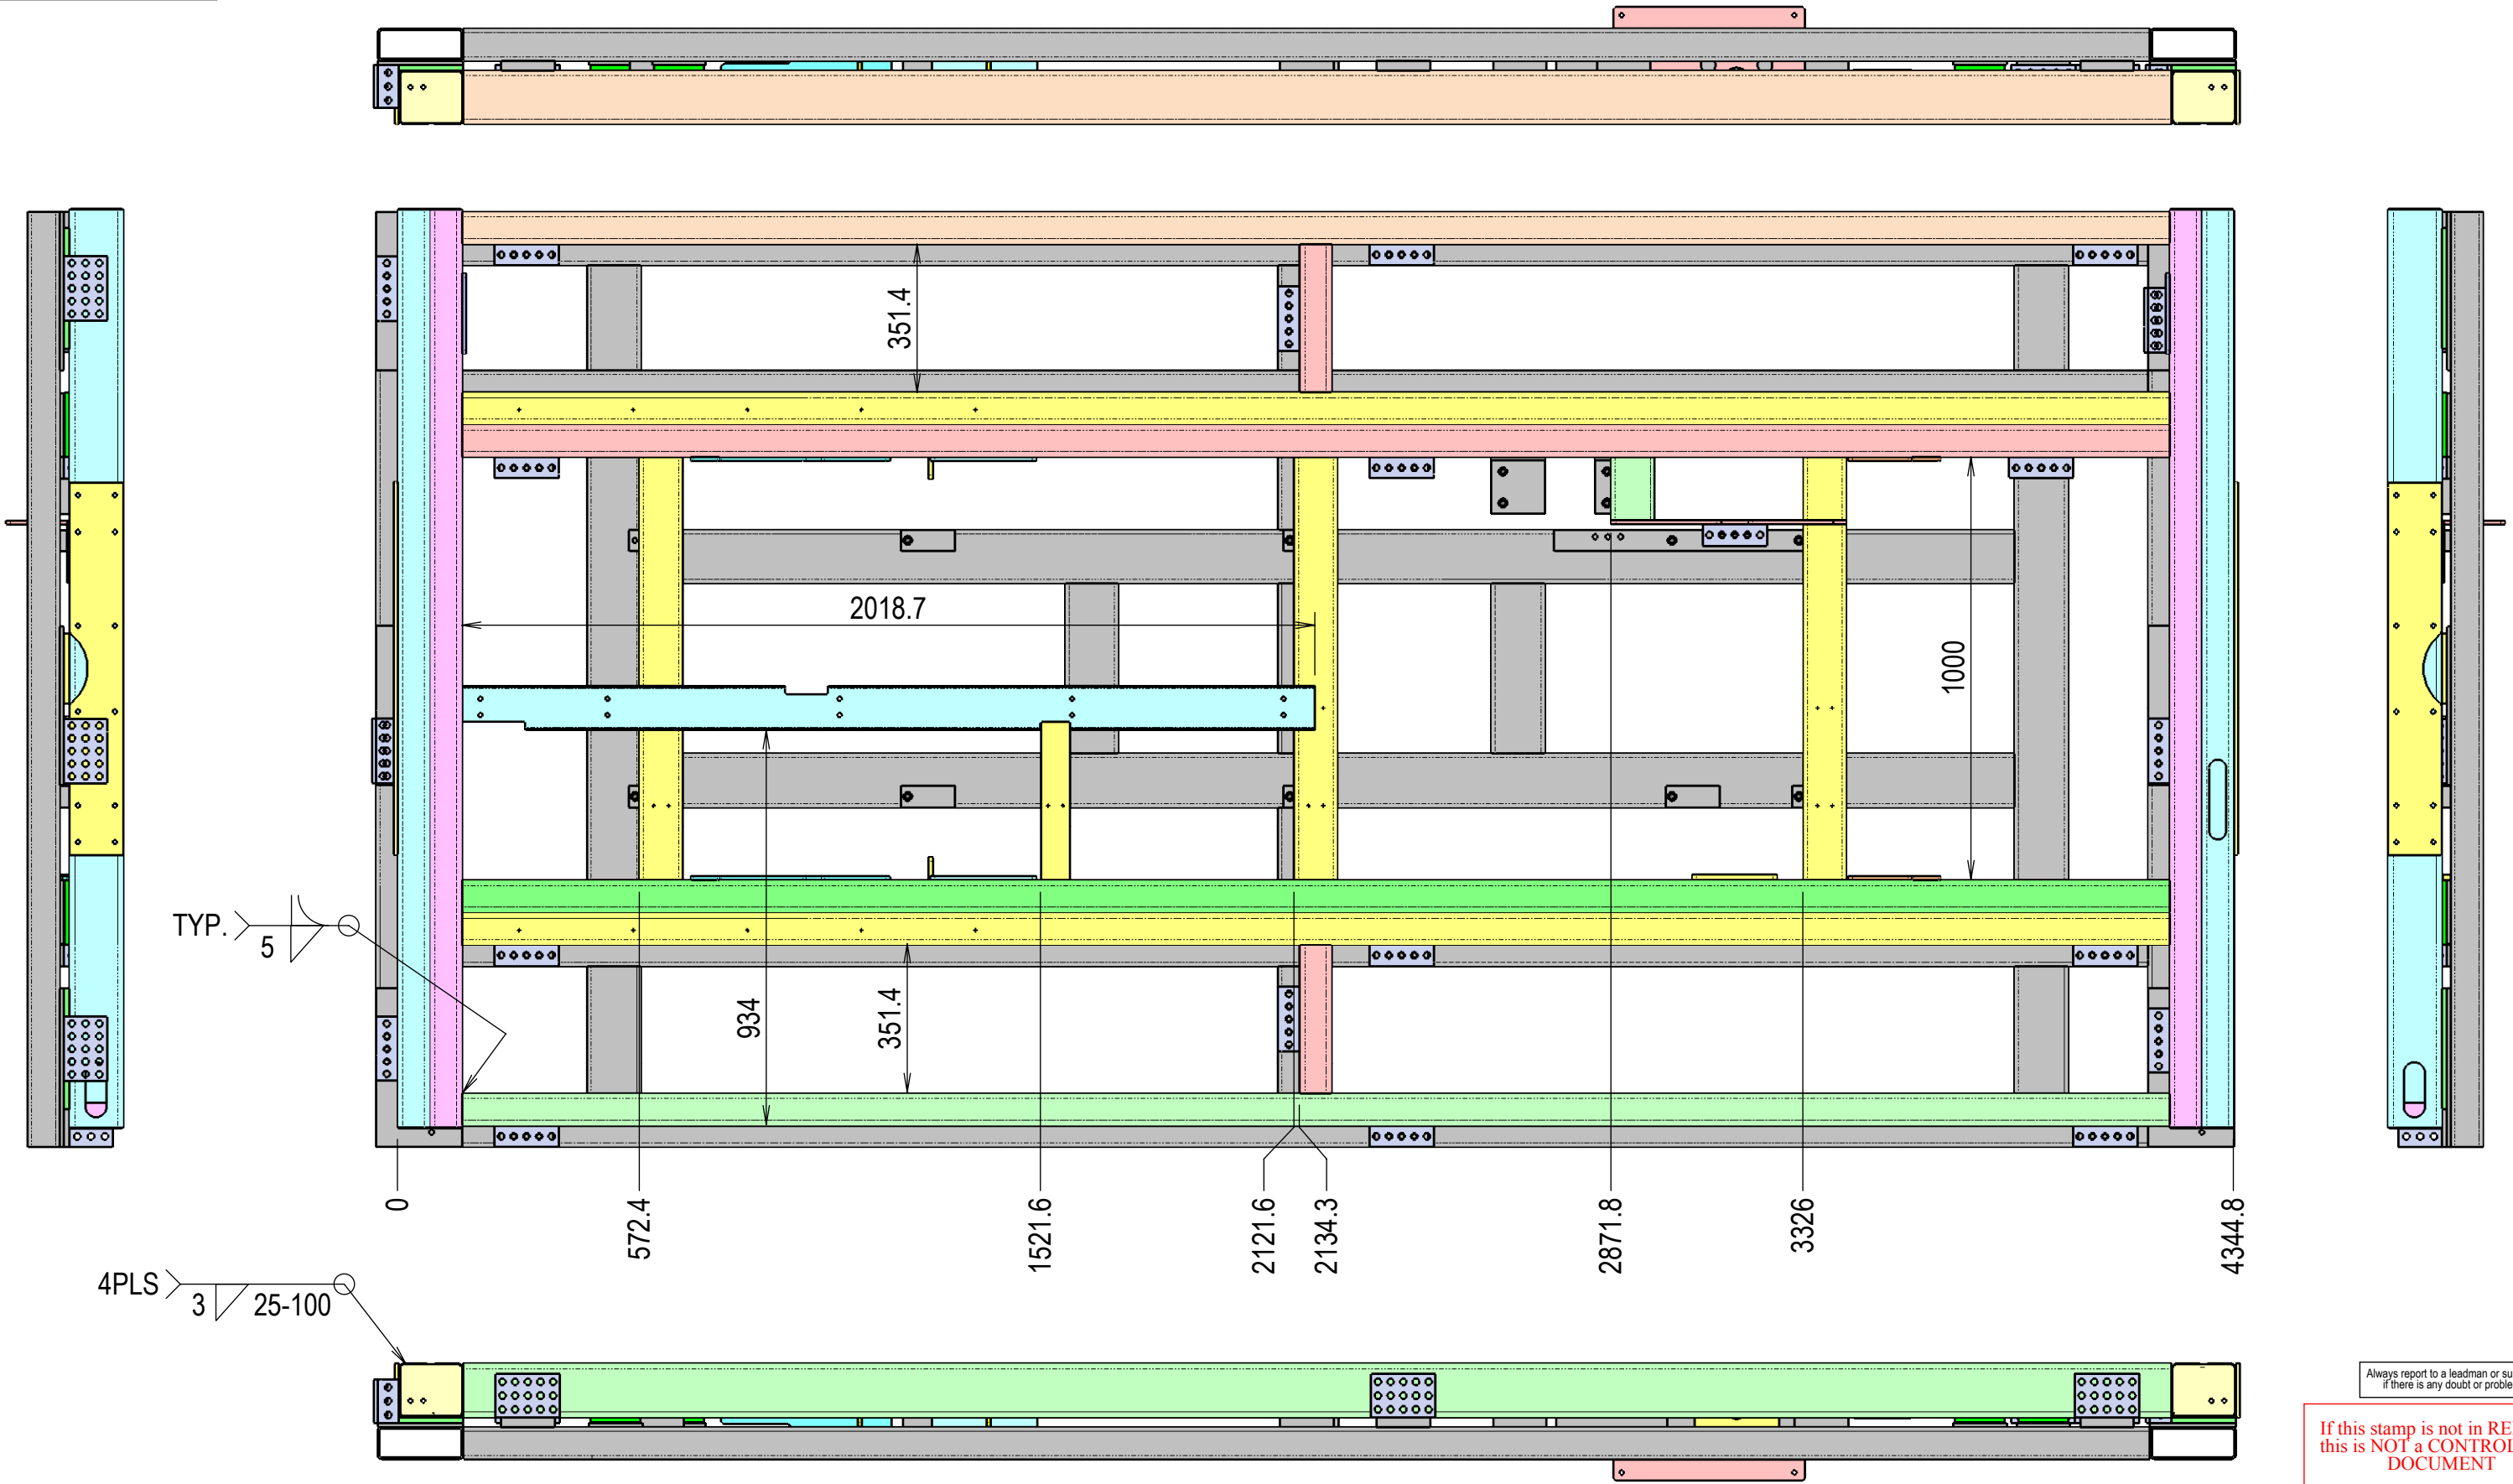 351.4
2018.7
1000
TYP.
5
934
351.4
0
572.4
1521.6
2121.6
2134.3
2871.8
3326
4344.8
4PLS
3
25-100
Always report to a leadman or su
if there is any doubt or proble
If this stamp is not in RE
this is NOT a CONTROL
DOCUMENT